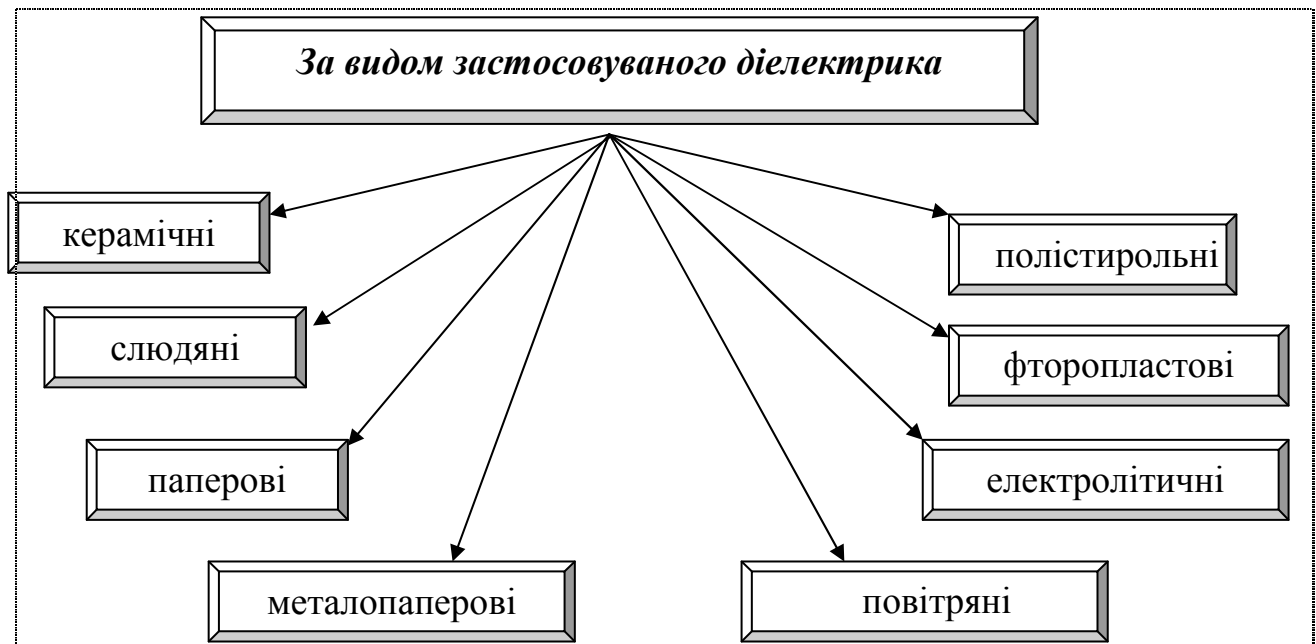 За видом застосовуваного діелектрика
керамічні
полістирольні
слюдяні
фторопластові
паперові
електролітичні
металопаперові
повітряні